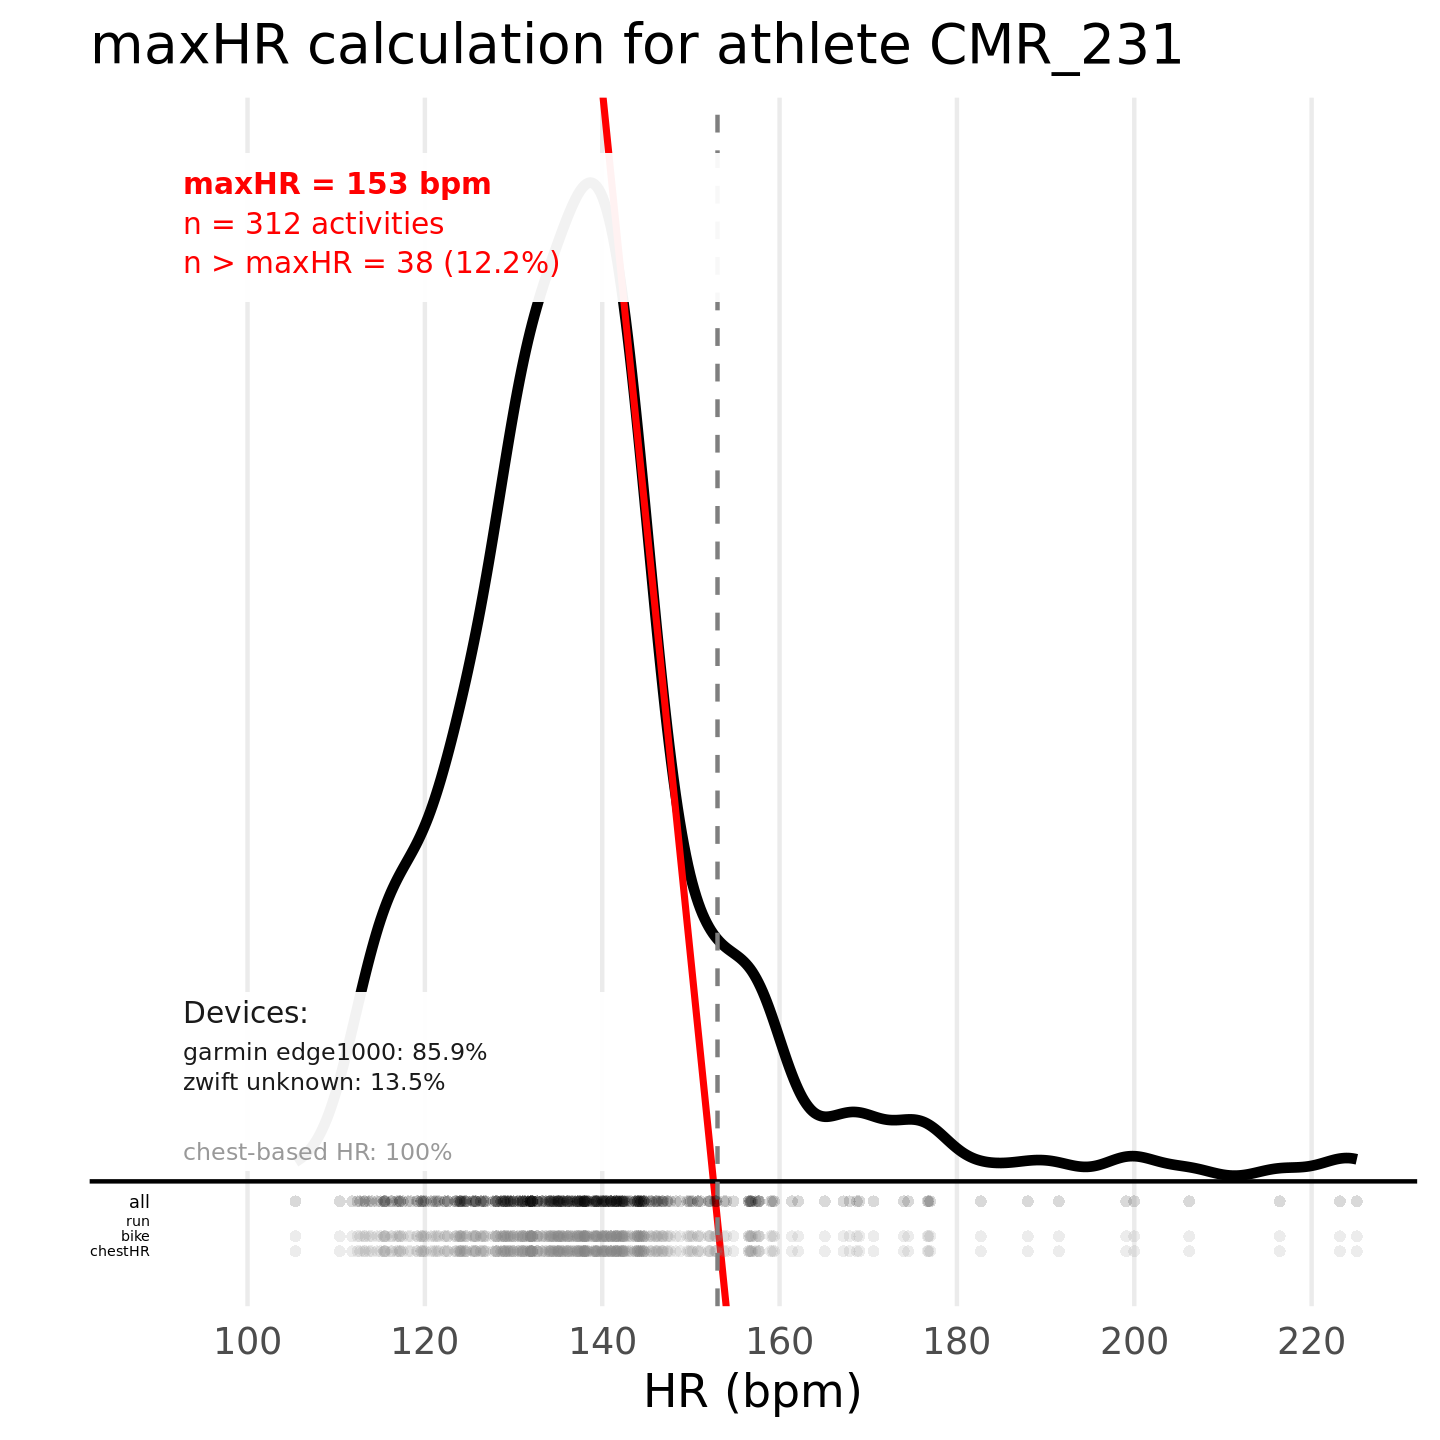 maxHR calculation for athlete CMR_231
maxHR = 153 bpm
n = 312 activities
n > maxHR = 38 (12.2%)
Devices:
garmin edge1000: 85.9%
zwift unknown: 13.5%
chest-based HR: 100%
all
run
bike
chestHR
100 120 140 160 180 200 220
HR (bpm)